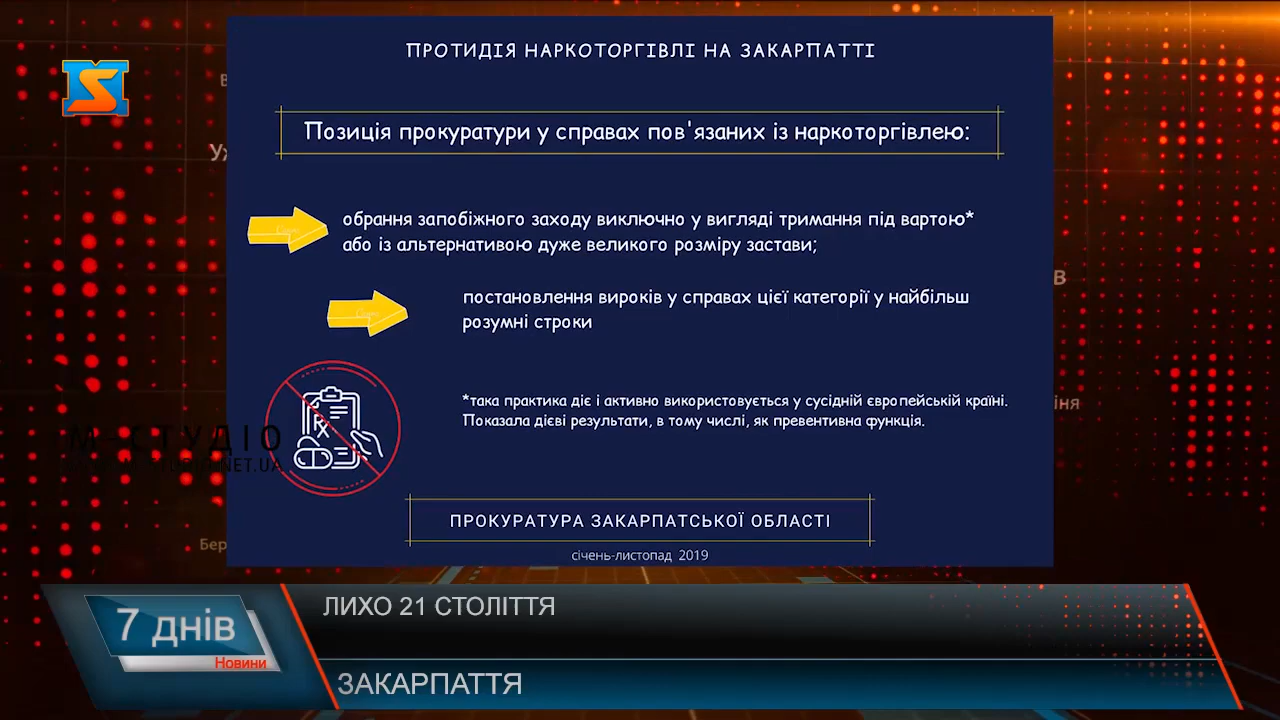 ПРОТИДІЯ НАРКОТОРГІВЛІ НА ЗАКАРПАТТІ
Позиція прокуратури у справах пов'язаних із наркоторгівлею:
обрання запобіжного заходу виключно у вигляді тримання під вартою*
або із альтернативою дуже великого розміру застави;
постановлення вироків у справах цієї категорії у найбільш
розумні строки
*така практика діє і активно використовується у сусідній європейській країні.
Показала дієві результати, в тому числі, як превентивна функція.
М-СТУДІО
ПРОКУРАТУРА ЗАКАРПАТСЬКОЇ ОБЛАСТІ
січень-листопад 2019
7 днів
Новини
ЛИХО 21 СТОЛІТТЯ
ЗАКАРПАТТЯ